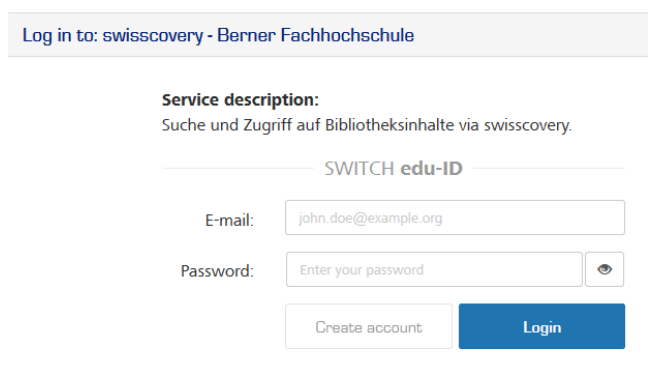 Log in to: swisscovery - Berner Fachhochschule
Service description:
Suche und Zugriff auf Bibliotheksinhalte via swisscovery.
SWITCH edu-ID
E-mail: john.doe@example.org
Password: Enter your password
Create account Login